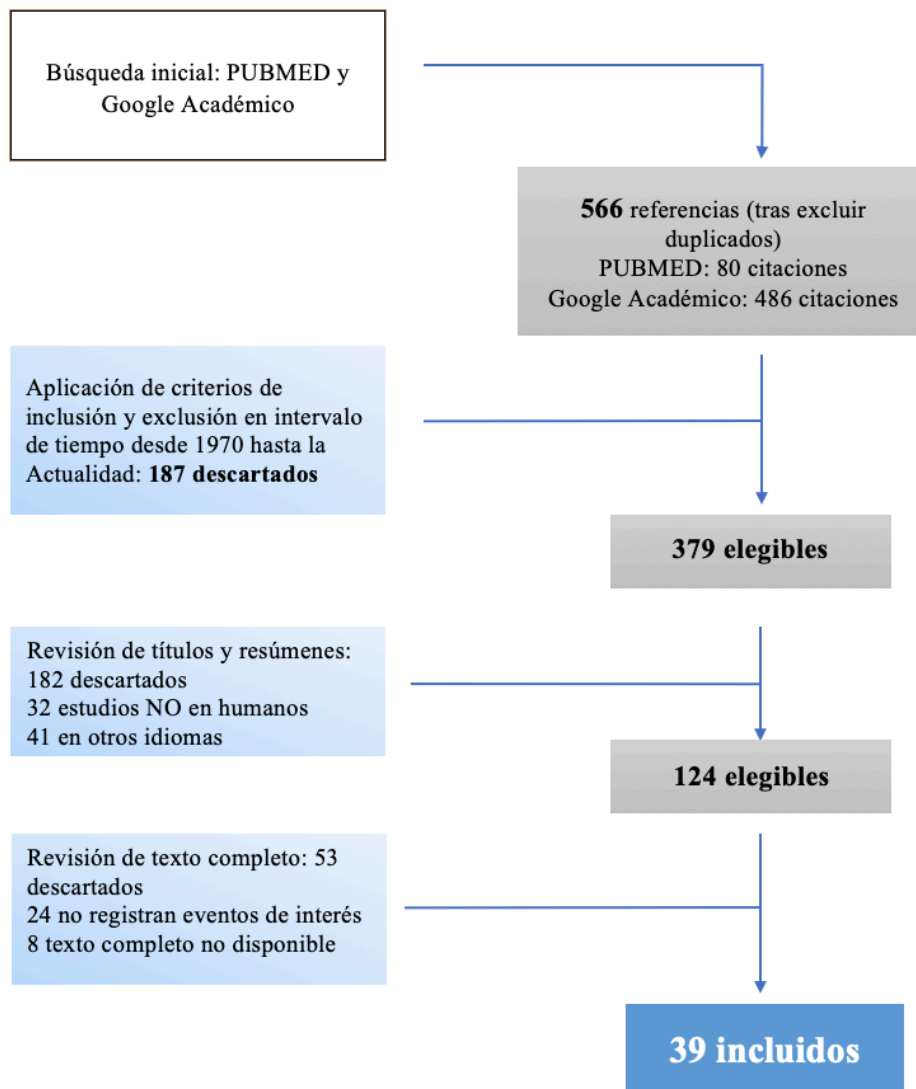 Búsqueda inicial: PUBMED y
Google Académico
566 referencias (tras excluir
duplicados)
PUBMED: 80 citaciones
Google Académico: 486 citaciones
Aplicación de criterios de
inclusión y exclusión en intervalo
de tiempo desde 1970 hasta la
Actualidad: 187 descartados
379 elegibles
Revisión de títulos y resúmenes:
182 descartados
32 estudios NO en humanos
41 en otros idiomas
124 elegibles
Revisión de texto completo: 53
descartados
24 no registran eventos de interés
8 texto completo no disponible
39 incluidos